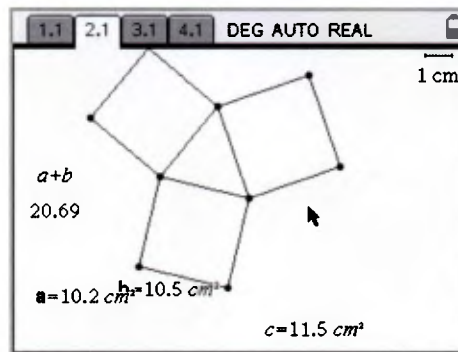 1.1 2.1 3.1 4.1 DEG AUTO REAL
1 cm
a+b
20.69
a=10.2 cm² b=10.5 cm²
c=11.5 cm²